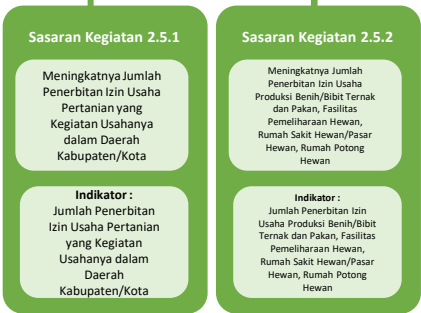 Sasaran Kegiatan 2.5.1
Meningkatnya Jumlah
Penerbitan Izin Usaha
Pertanian yang
Kegiatan Usahanya
dalam Daerah
Kabupaten/Kota
Indikator :
Jumlah Penerbitan
Izin Usaha Pertanian
yang Kegiatan
Usahanya dalam
Daerah
Kabupaten/Kota
Sasaran Kegiatan 2.5.2
Meningkatnya Jumlah
Penerbitan Izin Usaha
Produksi Benih/Bibit Ternak
dan Pakan, Fasilitas
Pemeliharaan Hewan,
Rumah Sakit Hewan/Pasar
Hewan, Rumah Potong
Hewan
Indikator :
Jumlah Penerbitan Izin
Usaha Produksi Benih/Bibit
Ternak dan Pakan, Fasilitas
Pemeliharaan Hewan,
Rumah Sakit Hewan/Pasar
Hewan, Rumah Potong
Hewan